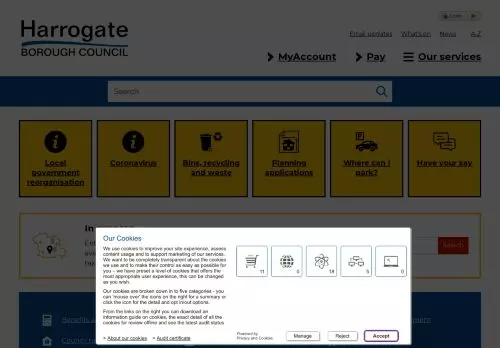 Listen
Email updates What's on News A-Z
Harrogate
BOROUGH COUNCIL
MyAccount Pay Our services
Search
Local government reorganisation
Coronavirus
Bins, recycling and waste
Planning applications
Where can I park?
Have your say
In
Search
Our Cookies
We use cookies to improve your site experience, assess
content usage and to support marketing of our services.
We want to be completely transparent about the cookies
we use and to make their control as easy as possible for
you - we have preset a level of cookies that offers the
most appropriate user experience, this can be changed
as you wish.
Our cookies are broken down in to five categories - you
can 'mouse over' the icons on the right for a summary or
click the icon for the detail and opt in/out options.
From the links on the right you can download an
information guide on cookies, the exact detail of all the
cookies for review offline and see the latest audit status
> About our cookies > Audit certificate
11 0 18 5 0
Powered by
Privacy and Cookies
Manage Reject Accept
Benefits